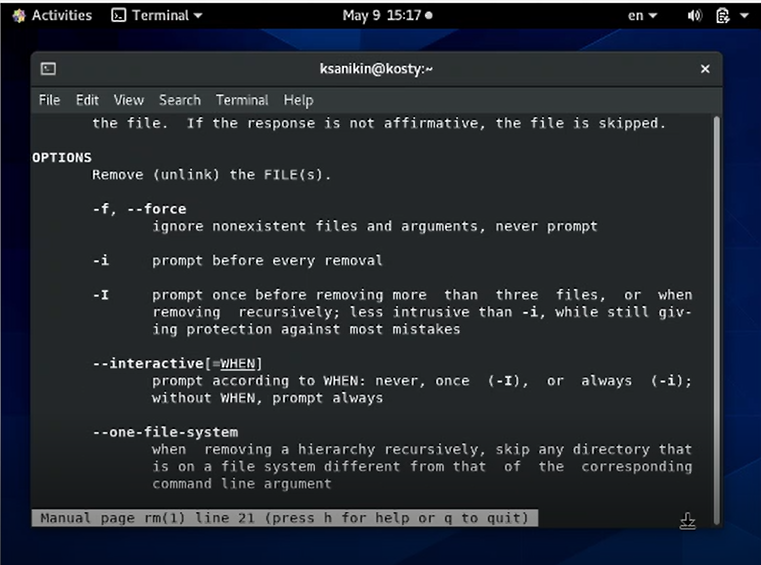 Activities Terminal May 9 15:17 en
ksanikin@kosty:~
File Edit View Search Terminal Help
the file.  If the response is not affirmative, the file is skipped.
OPTIONS
Remove (unlink) the FILE(s).
-f, --force
ignore nonexistent files and arguments, never prompt
-i     prompt before every removal
-I     prompt once before removing more  than  three  files,  or  when
removing  recursively; less intrusive than -i, while still giv-
ing protection against most mistakes
--interactive[=WHEN]
prompt according to WHEN: never, once  (-I),  or  always  (-i);
without WHEN, prompt always
--one-file-system
when  removing a hierarchy recursively, skip any directory that
is on a file system different from that  of  the  corresponding
command line argument
Manual page rm(1) line 21 (press h for help or q to quit)